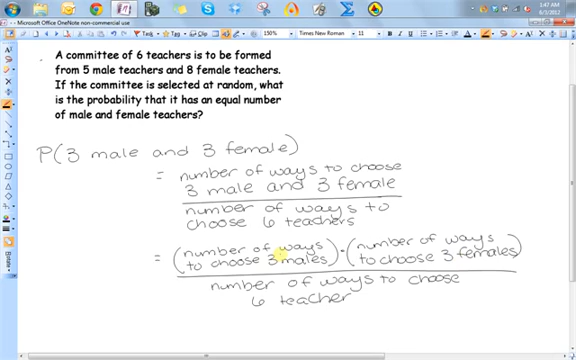 1:47 AM
6/1/2012
Microsoft Office OneNote non-commercial use
150%
Times New Roman
A committee of 6 teachers is to be formed
from 5 male teachers and 8 female teachers.
If the committee is selected at random, what
is the probability that it has an equal number
of male and female teachers?
P(3 male and 3 female)
= number of ways to choose
3 male and 3 female
number of ways to
choose 6 teachers
= (number of ways to choose 3 males) · (number of ways to choose 3 females)
number of ways to choose
6 teacher